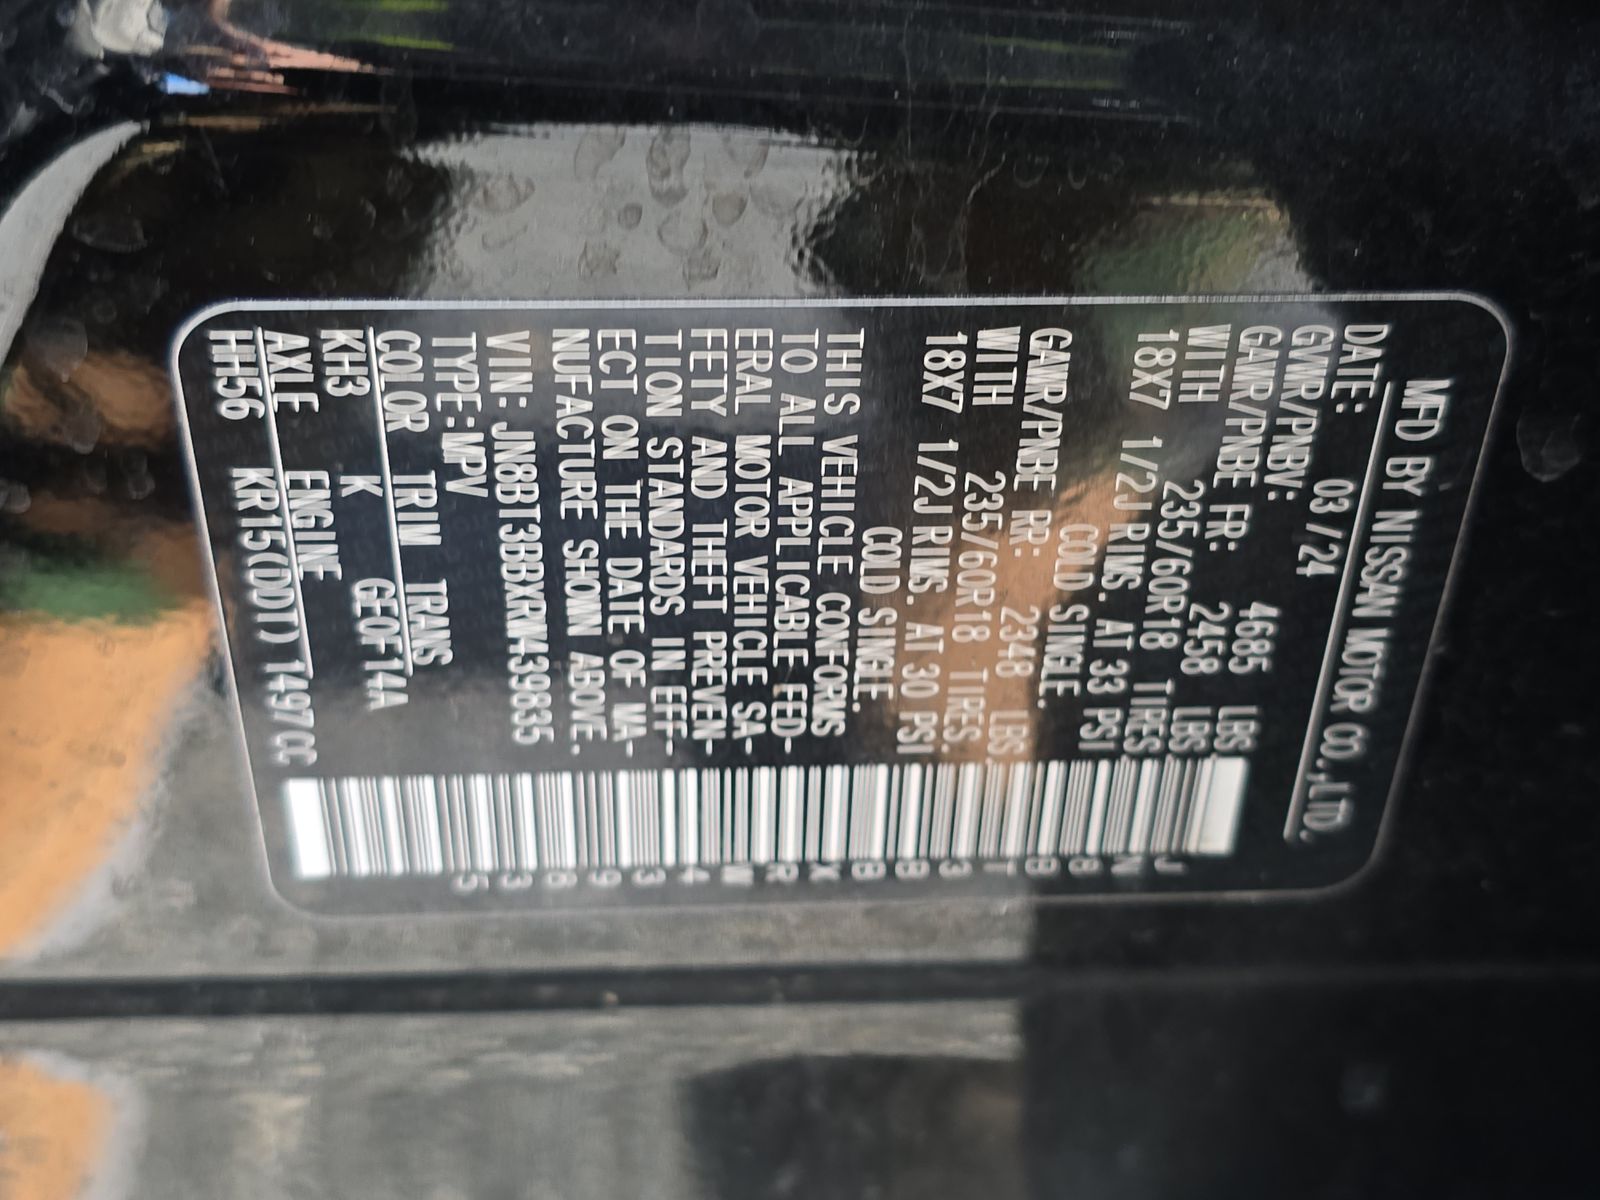 MFD BY NISSAN MOTOR CO.,LTD.
DATE: 03/24
GVWR/PNBV: 4685 LBS
GAWR/PNBE FR: 2458 LBS
WITH 235/60R18 TIRES
18X7 1/2J RIMS. AT 33 PSI
COLD SINGLE.
GAWR/PNBE RR: 2348 LBS.
WITH 235/60R18 TIRES.
18X7 1/2J RIMS. AT 30 PSI
COLD SINGLE.
THIS VEHICLE CONFORMS
TO ALL APPLICABLE FED-
ERAL MOTOR VEHICLE SA-
FETY AND THEFT PREVEN-
TION STANDARDS IN EFF-
ECT ON THE DATE OF MA-
NUFACTURE SHOWN ABOVE.
VIN: JN8BT3BBXRW439835
TYPE:MPV
COLOR TRIM TRANS
KH3 K GE0F14A
AXLE ENGINE
HH56 KR15(DDT) 1497CC
JN8BT3BBXRW439835